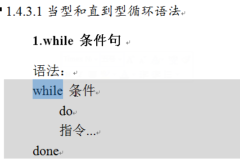 1.4.3.1 当型和直到型循环语法
1.while 条件句
语法：
while 条件
do
指令...
done